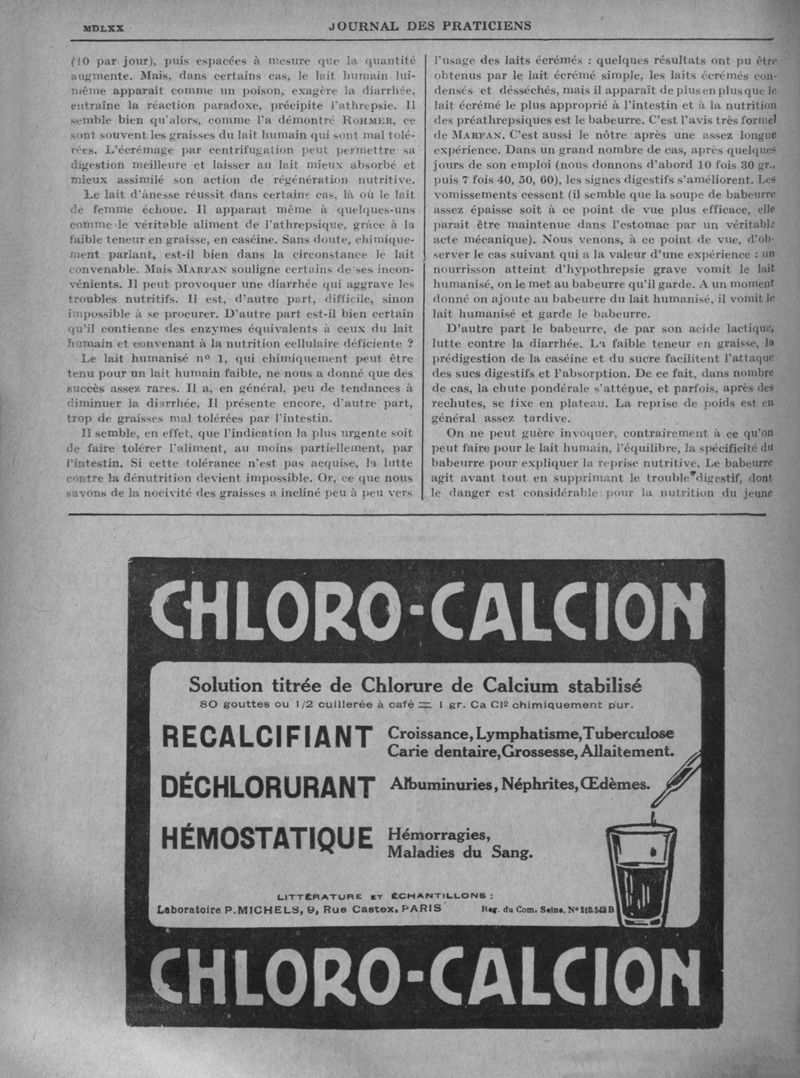 MDLXX
JOURNAL DES PRATICIENS
(10 par jour), puis espacées à mesure que la quantité
augmente. Mais, dans certains cas, le lait humain lui-
même apparaît comme un poison, exagère la diarrhée,
entraîne la réaction paradoxe, précipite l'athrepsie. Il
semble bien qu'alors, comme l'a démontré ROHMER, ce
sont souvent les graisses du lait humain qui sont mal tolé-
rées. L'écrémage par centrifugation peut permettre sa
digestion meilleure et laisser au lait mieux absorbé et
mieux assimilé son action de régénération nutritive.
Le lait d'ânesse réussit dans certains cas, là où le lait
de femme échoue. Il apparaît même à quelques-uns
comme le véritable aliment de l'athrepsique, grâce à la
faible teneur en graisse, en caséine. Sans doute, chimique-
ment parlant, est-il bien dans la circonstance le lait
convenable. Mais MARFAN souligne certains de ses incon-
vénients. Il peut provoquer une diarrhée qui aggrave les
troubles nutritifs. Il est, d'autre part, difficile, sinon
impossible à se procurer. D'autre part est-il bien certain
qu'il contienne des enzymes équivalents à ceux du lait
humain et convenant à la nutrition cellulaire déficiente ?
Le lait humanisé n° 1, qui chimiquement peut être
tenu pour un lait humain faible, ne nous a donné que des
succès assez rares. Il a, en général, peu de tendances à
diminuer la diarrhée. Il présente encore, d'autre part,
trop de graisses mal tolérées par l'intestin.
Il semble, en effet, que l'indication la plus urgente soit
de faire tolérer l'aliment, au moins partiellement, par
l'intestin. Si cette tolérance n'est pas acquise, la lutte
contre la dénutrition devient impossible. Or, ce que nous
savons de la nocivité des graisses a incliné peu à peu vers
l'usage des laits écrémés : quelques résultats ont pu être
obtenus par le lait écrémé simple, les laits écrémés con-
densés et désséchés, mais il apparaît de plus en plus que le
lait écrémé le plus approprié à l'intestin et à la nutrition
des préathrepsiques est le babeurre. C'est l'avis très formel
de MARFAN. C'est aussi le nôtre après une assez longue
expérience. Dans un grand nombre de cas, après quelques
jours de son emploi (nous donnons d'abord 10 fois 30 gr.,
puis 7 fois 40, 50, 60), les signes digestifs s'améliorent. Les
vomissements cessent (il semble que la soupe de babeurre
assez épaisse soit à ce point de vue plus efficace, elle
paraît être maintenue dans l'estomac par un véritable
acte mécanique). Nous venons, à ce point de vue, d'ob-
server le cas suivant qui a la valeur d'une expérience : un
nourrisson atteint d'hypothrepsie grave vomit le lait
humanisé, on le met au babeurre qu'il garde. A un moment
donné on ajoute au babeurre du lait humanisé, il vomit le
lait humanisé et garde le babeurre.
D'autre part le babeurre, de par son acide lactique,
lutte contre la diarrhée. La faible teneur en graisse, la
prédigestion de la caséine et du sucre facilitent l'attaque
des sucs digestifs et l'absorption. De ce fait, dans nombre
de cas, la chute pondérale s'atténue, et parfois, après des
rechutes, se fixe en plateau. La reprise de poids est en
général assez tardive.
On ne peut guère invoquer, contrairement à ce qu'on
peut faire pour le lait humain, l'équilibre, la spécificité du
babeurre pour expliquer la reprise nutritive. Le babeurre
agit avant tout en supprimant le trouble digestif, dont
le danger est considérable pour la nutrition du jeune
CHLORO-CALCION
Solution titrée de Chlorure de Calcium stabilisé
80 gouttes ou 1/2 cuillerée à café = 1 gr. Ca Cl² chimiquement pur.
RECALCIFIANT
Croissance, Lymphatisme, Tuberculose
Carie dentaire, Grossesse, Allaitement.
DÉCHLORURANT
Albuminuries, Néphrites, Œdèmes.
HÉMOSTATIQUE
Hémorragies,
Maladies du Sang.
LITTÉRATURE ET ÉCHANTILLONS :
Laboratoire P. MICHELS, 9, Rue Castex, PARIS
Reg. du Com. Seine, N° 210.542 B
CHLORO-CALCION